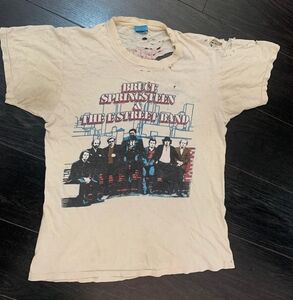 BRUCE
SPRINGSTEEN
&
THE E STREET BAND